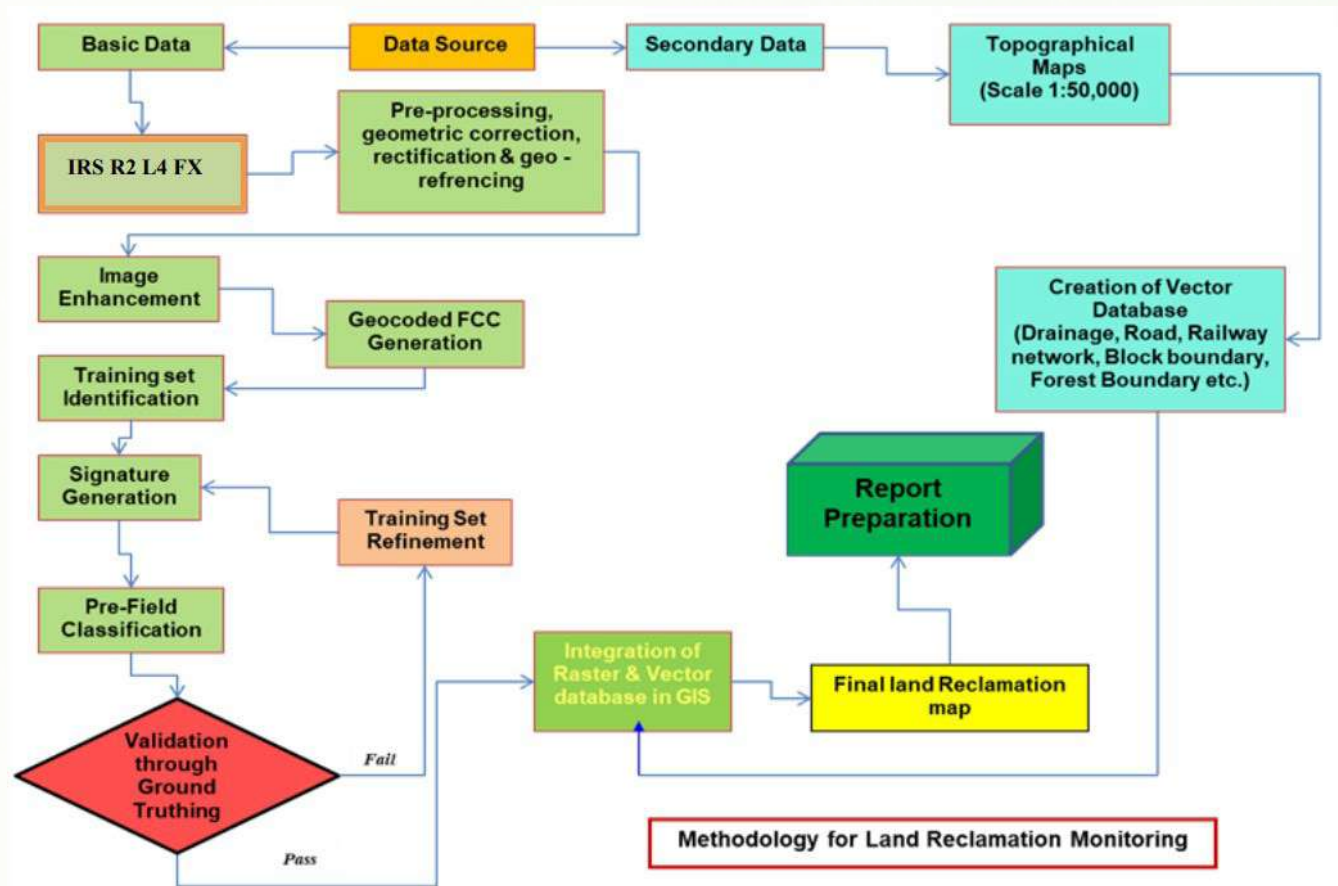 Basic Data
Data Source
Secondary Data
Topographical
Maps
(Scale 1:50,000)
IRS R2 L4 FX
Pre-processing,
geometric correction,
rectification & geo -
refrencing
Image
Enhancement
Geocoded FCC
Generation
Creation of Vector
Database
(Drainage, Road, Railway
network, Block boundary,
Forest Boundary etc.)
Training set
Identification
Signature
Generation
Training Set
Refinement
Report
Preparation
Pre-Field
Classification
Integration of
Raster & Vector
database in GIS
Final land Reclamation
map
Validation
through
Ground
Truthing
Fail
Pass
Methodology for Land Reclamation Monitoring